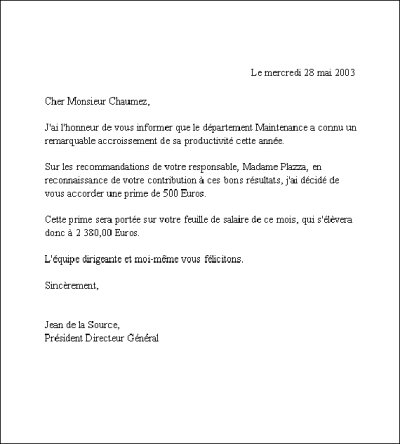 Le mercredi 28 mai 2003
Cher Monsieur Chaumez,
J'ai l'honneur de vous informer que le département Maintenance a connu un
remarquable accroissement de sa productivité cette année.
Sur les recommandations de votre responsable, Madame Plazza, en
reconnaissance de votre contribution à ces bons résultats, j'ai décidé de
vous accorder une prime de 500 Euros.
Cette prime sera portée sur votre feuille de salaire de ce mois, qui s'élèvera
donc à 2 380,00 Euros.
L'équipe dirigeante et moi-même vous félicitons.
Sincèrement,
Jean de la Source,
Président Directeur Général